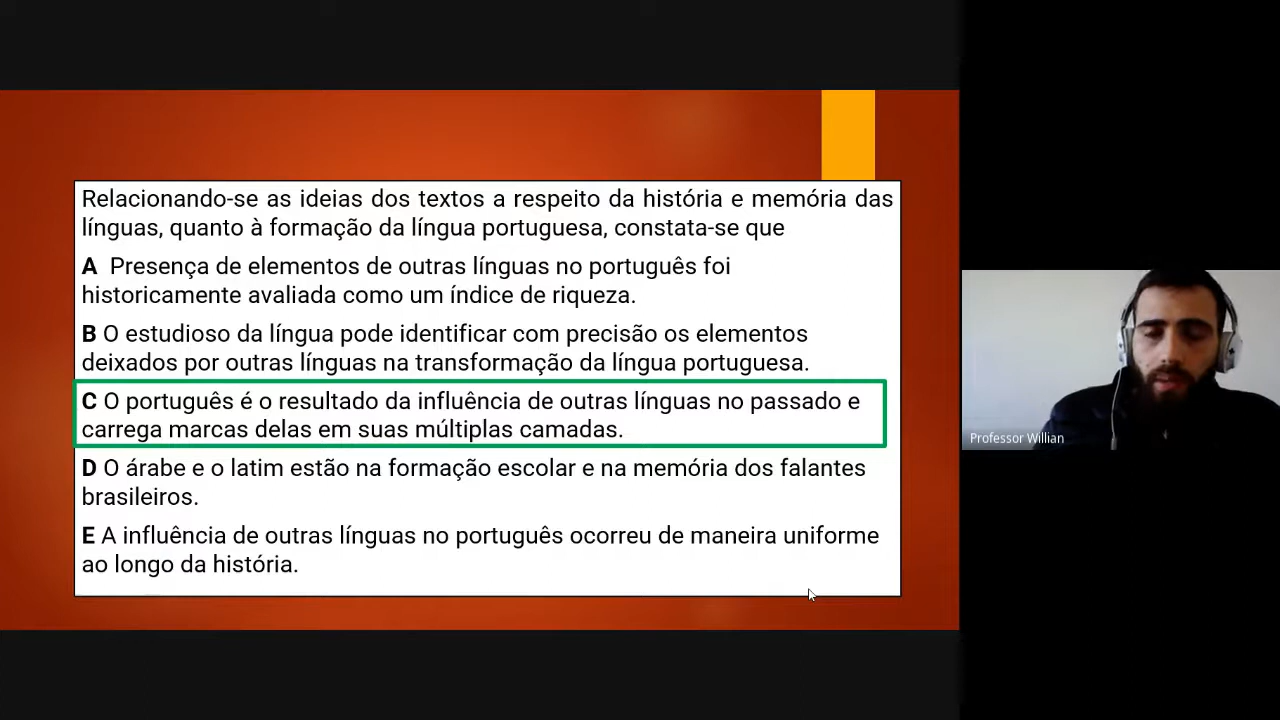 Relacionando-se as ideias dos textos a respeito da história e memória das
línguas, quanto à formação da língua portuguesa, constata-se que
A Presença de elementos de outras línguas no português foi
historicamente avaliada como um índice de riqueza.
B O estudioso da língua pode identificar com precisão os elementos
deixados por outras línguas na transformação da língua portuguesa.
C O português é o resultado da influência de outras línguas no passado e
carrega marcas delas em suas múltiplas camadas.
D O árabe e o latim estão na formação escolar e na memória dos falantes
brasileiros.
E A influência de outras línguas no português ocorreu de maneira uniforme
ao longo da história.
Professor Willian